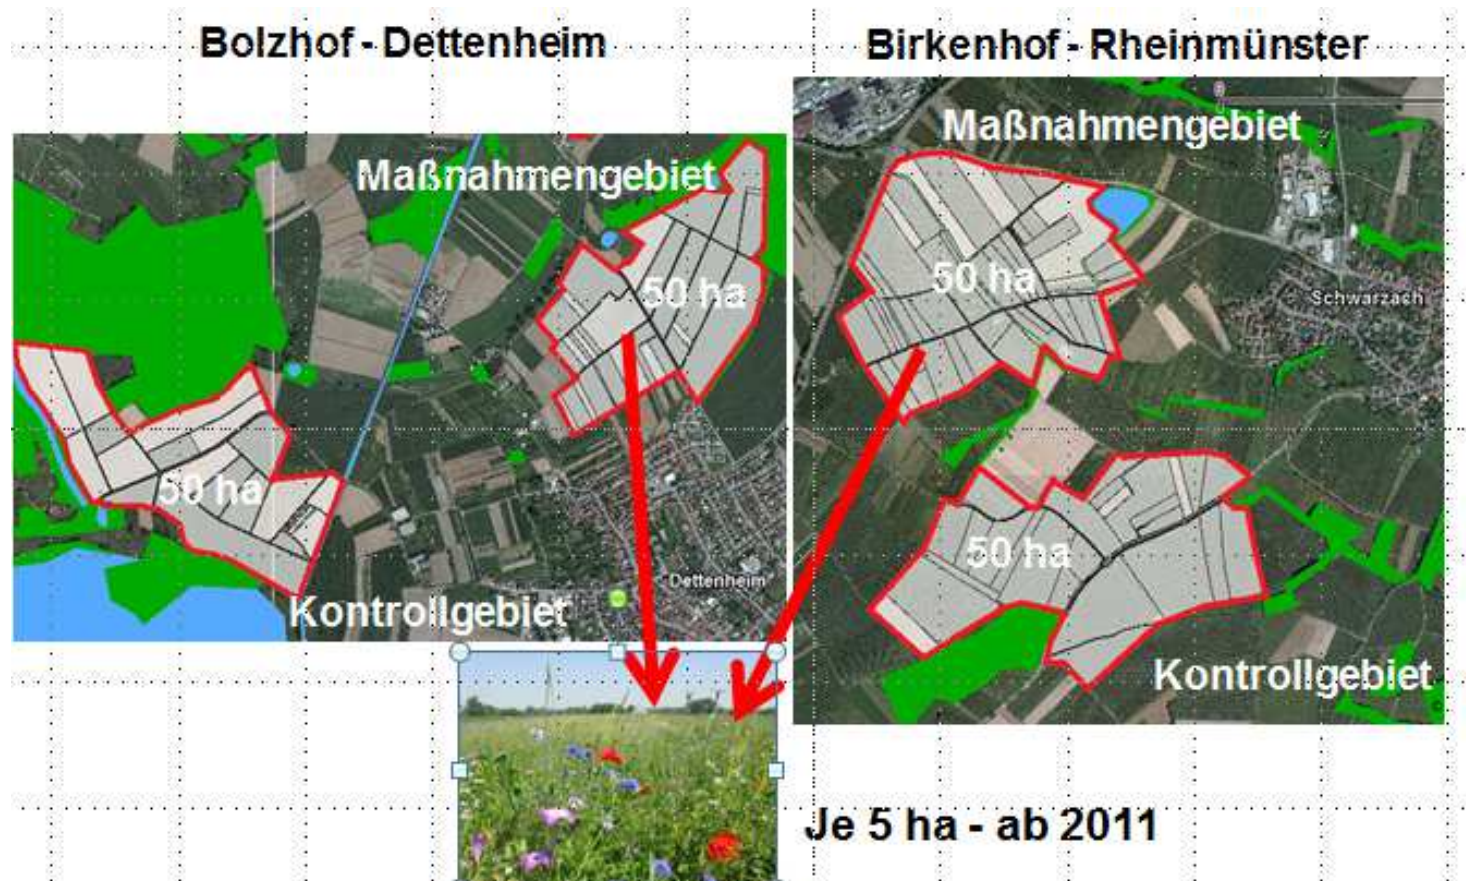 Bolzhof - Dettenheim
Birkenhof - Rheinmünster
Maßnahmengebiet
50 ha
50 ha
Dettenheim
Kontrollgebiet
Maßnahmengebiet
50 ha
Schwarzach
50 ha
Kontrollgebiet
Je 5 ha - ab 2011